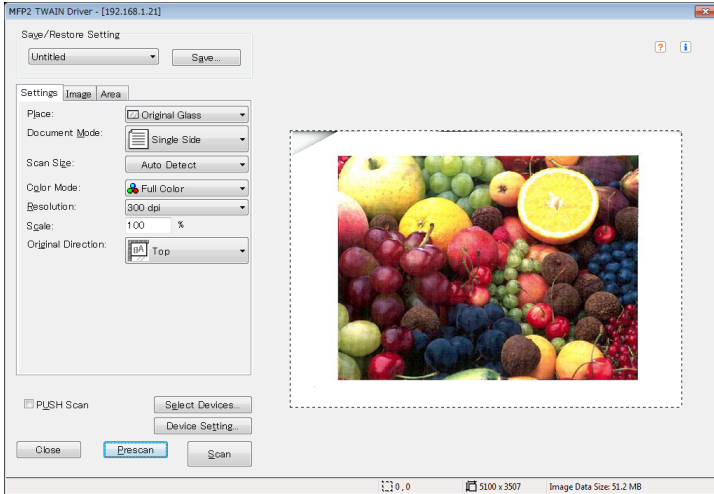 MFP2 TWAIN Driver - [192.168.1.21]
Save/Restore Setting
Untitled
Save...
Settings Image Area
Place: Original Glass
Document Mode: Single Side
Scan Size: Auto Detect
Color Mode: Full Color
Resolution: 300 dpi
Scale: 100 %
Original Direction: Top
PUSH Scan
Select Devices...
Device Setting...
Close Prescan Scan
0 , 0 5100 x 3507 Image Data Size: 51.2 MB